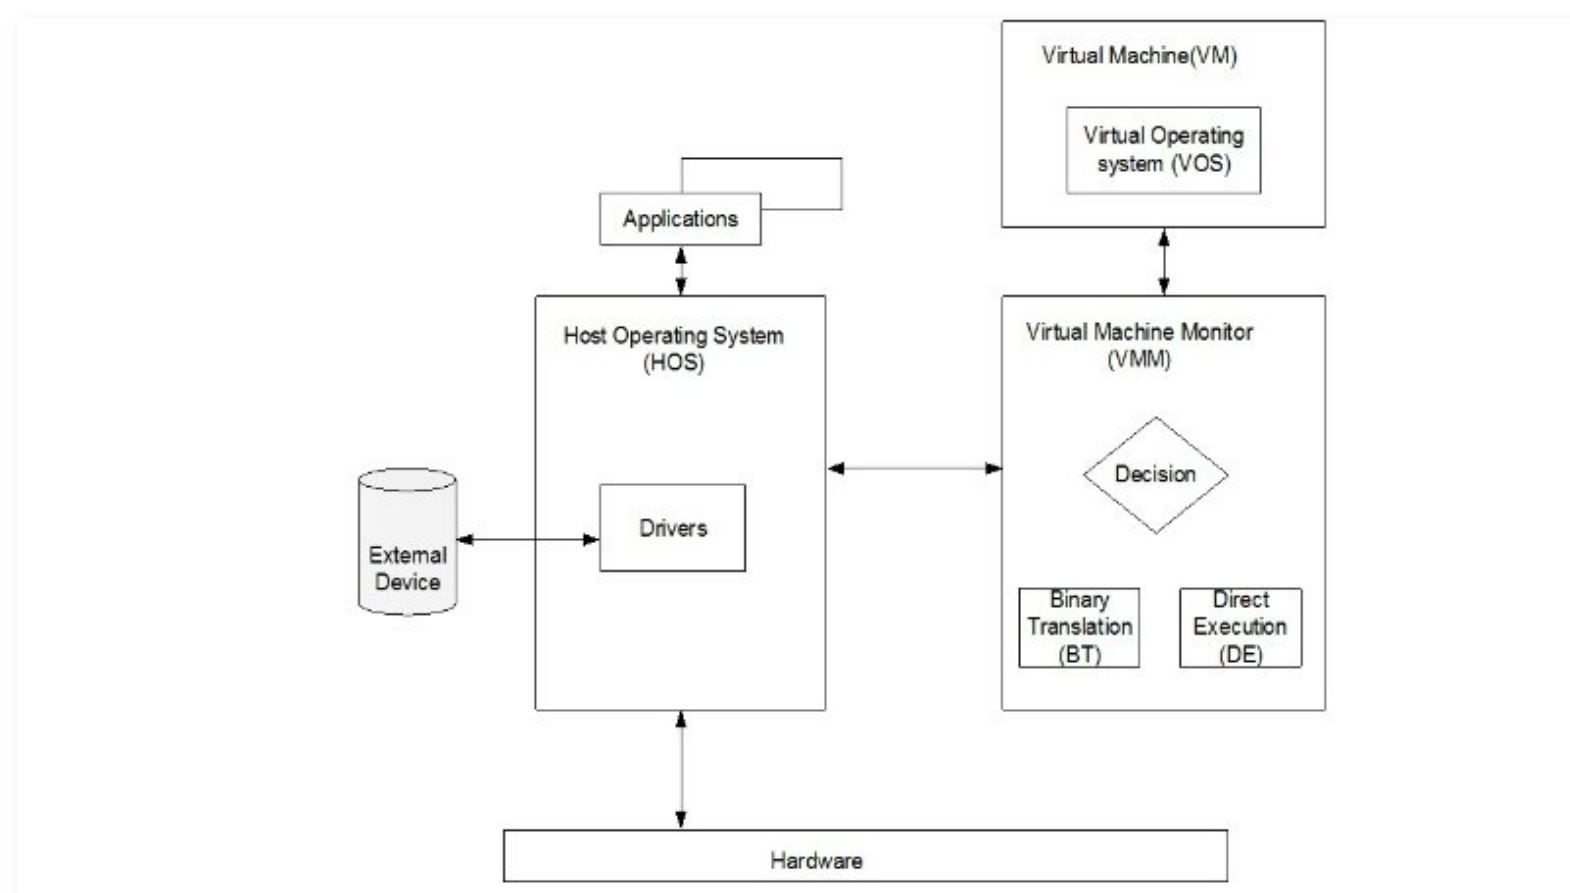 Virtual Machine(VM)
Virtual Operating
system (VOS)
Applications
Host Operating System
(HOS)
Virtual Machine Monitor
(VMM)
Decision
Drivers
External
Device
Binary
Translation
(BT)
Direct
Execution
(DE)
Hardware